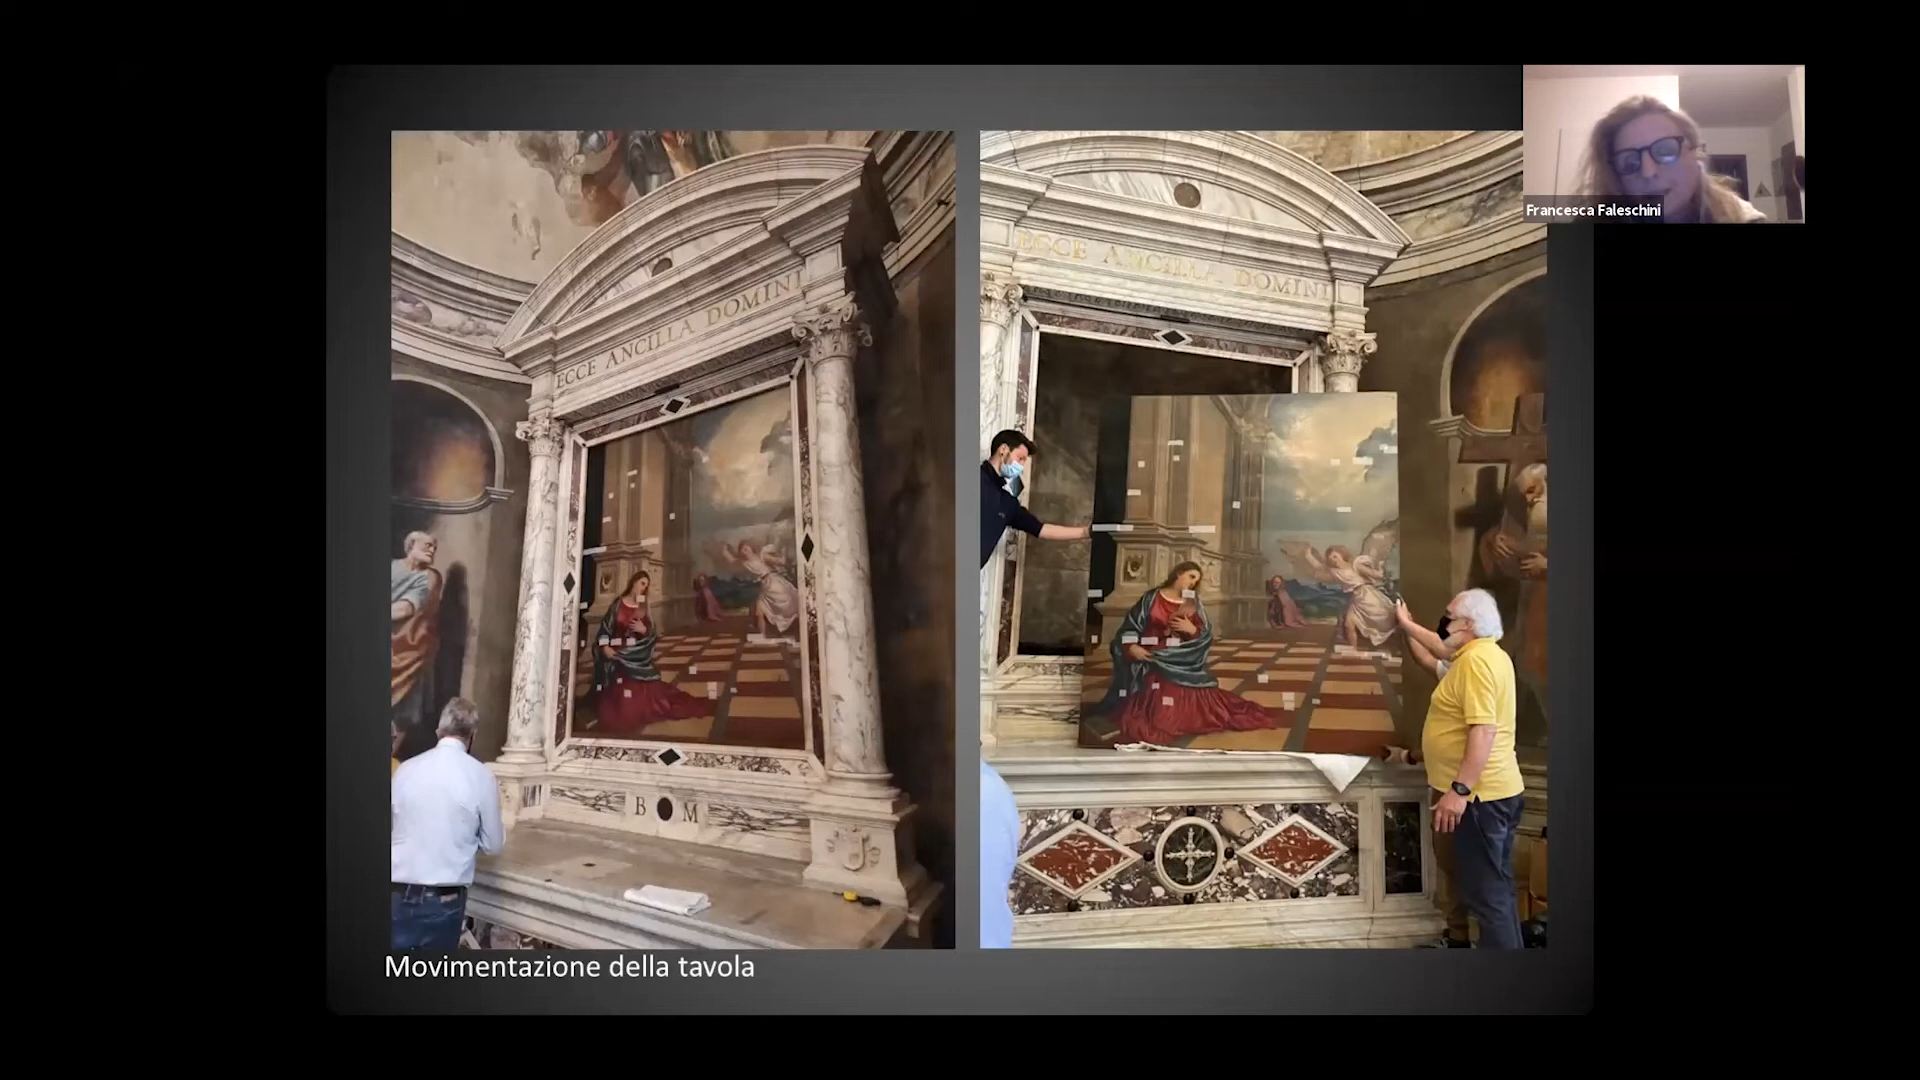 Francesca Faleschini
ECCE ANCILLA DOMINI
B M
ECCE ANCILLA DOMINI
Movimentazione della tavola